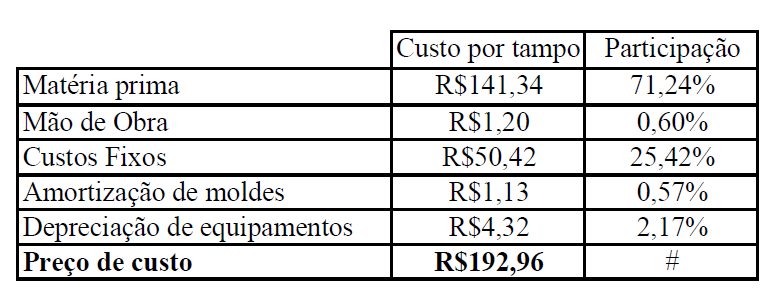 Custo por tampo Participação
Matéria prima R$141,34 71,24%
Mão de Obra R$1,20 0,60%
Custos Fixos R$50,42 25,42%
Amortização de moldes R$1,13 0,57%
Depreciação de equipamentos R$4,32 2,17%
Preço de custo R$192,96 #